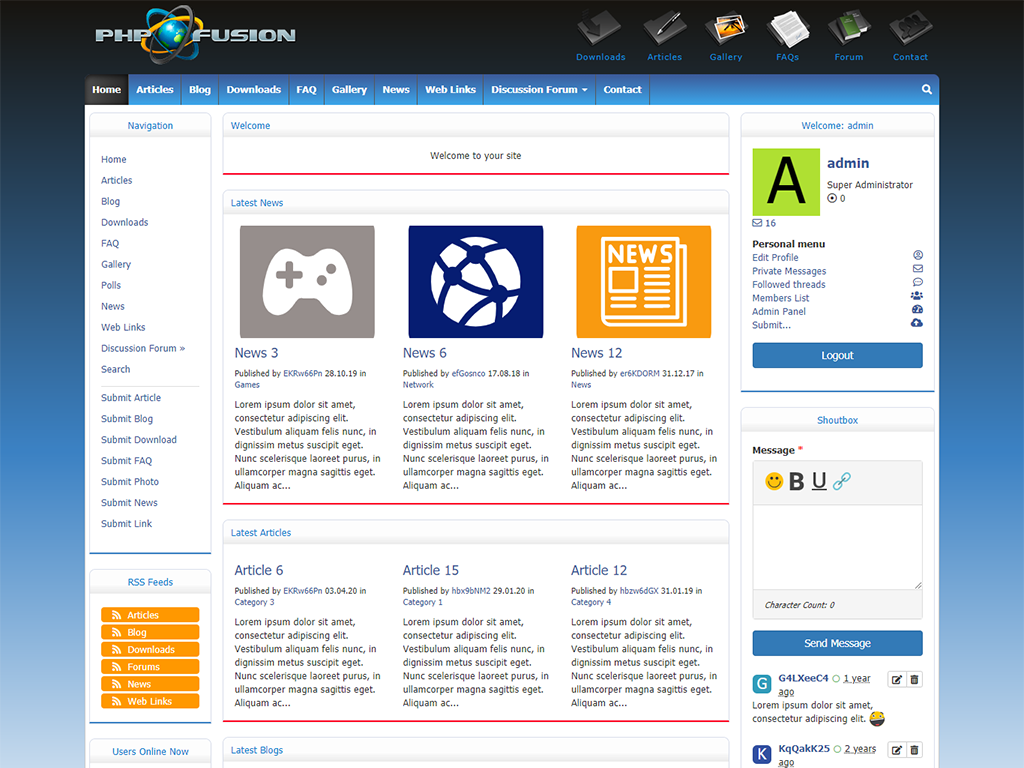 PHP FUSION
Downloads Articles Gallery FAQs Forum Contact
Home Articles Blog Downloads FAQ Gallery News Web Links Discussion Forum Contact
Navigation
Home
Articles
Blog
Downloads
FAQ
Gallery
Polls
News
Web Links
Discussion Forum »
Search
Submit Article
Submit Blog
Submit Download
Submit FAQ
Submit Photo
Submit News
Submit Link
RSS Feeds
Articles
Blog
Downloads
Forums
News
Web Links
Users Online Now
Welcome
Welcome to your site
Latest News
News 3
Published by EKRw66Pn 28.10.19 in
Games
Lorem ipsum dolor sit amet,
consectetur adipiscing elit.
Vestibulum aliquam felis nunc, in
dignissim metus suscipit eget.
Nunc scelerisque laoreet purus, in
ullamcorper magna sagittis eget.
Aliquam ac...
News 6
Published by efGosnco 17.08.18 in
Network
Lorem ipsum dolor sit amet,
consectetur adipiscing elit.
Vestibulum aliquam felis nunc, in
dignissim metus suscipit eget.
Nunc scelerisque laoreet purus, in
ullamcorper magna sagittis eget.
Aliquam ac...
NEWS
News 12
Published by er6KDORM 31.12.17 in
News
Lorem ipsum dolor sit amet,
consectetur adipiscing elit.
Vestibulum aliquam felis nunc, in
dignissim metus suscipit eget.
Nunc scelerisque laoreet purus, in
ullamcorper magna sagittis eget.
Aliquam ac...
Latest Articles
Article 6
Published by EKRw66Pn 03.04.20 in
Category 3
Lorem ipsum dolor sit amet,
consectetur adipiscing elit.
Vestibulum aliquam felis nunc, in
dignissim metus suscipit eget.
Nunc scelerisque laoreet purus, in
ullamcorper magna sagittis eget.
Aliquam ac...
Article 15
Published by hbx9bNM2 29.01.20 in
Category 1
Lorem ipsum dolor sit amet,
consectetur adipiscing elit.
Vestibulum aliquam felis nunc, in
dignissim metus suscipit eget.
Nunc scelerisque laoreet purus, in
ullamcorper magna sagittis eget.
Aliquam ac...
Article 12
Published by hbzw6dGX 31.01.19 in
Category 4
Lorem ipsum dolor sit amet,
consectetur adipiscing elit.
Vestibulum aliquam felis nunc, in
dignissim metus suscipit eget.
Nunc scelerisque laoreet purus, in
ullamcorper magna sagittis eget.
Aliquam ac...
Latest Blogs
Welcome: admin
A
admin
Super Administrator
0
16
Personal menu
Edit Profile
Private Messages
Followed threads
Members List
Admin Panel
Submit...
Logout
Shoutbox
Message *
B U
Character Count: 0
Send Message
G G4LXeeC4 1 year
ago
Lorem ipsum dolor sit amet,
consectetur adipiscing elit.
K KqQakK25 2 years
ago